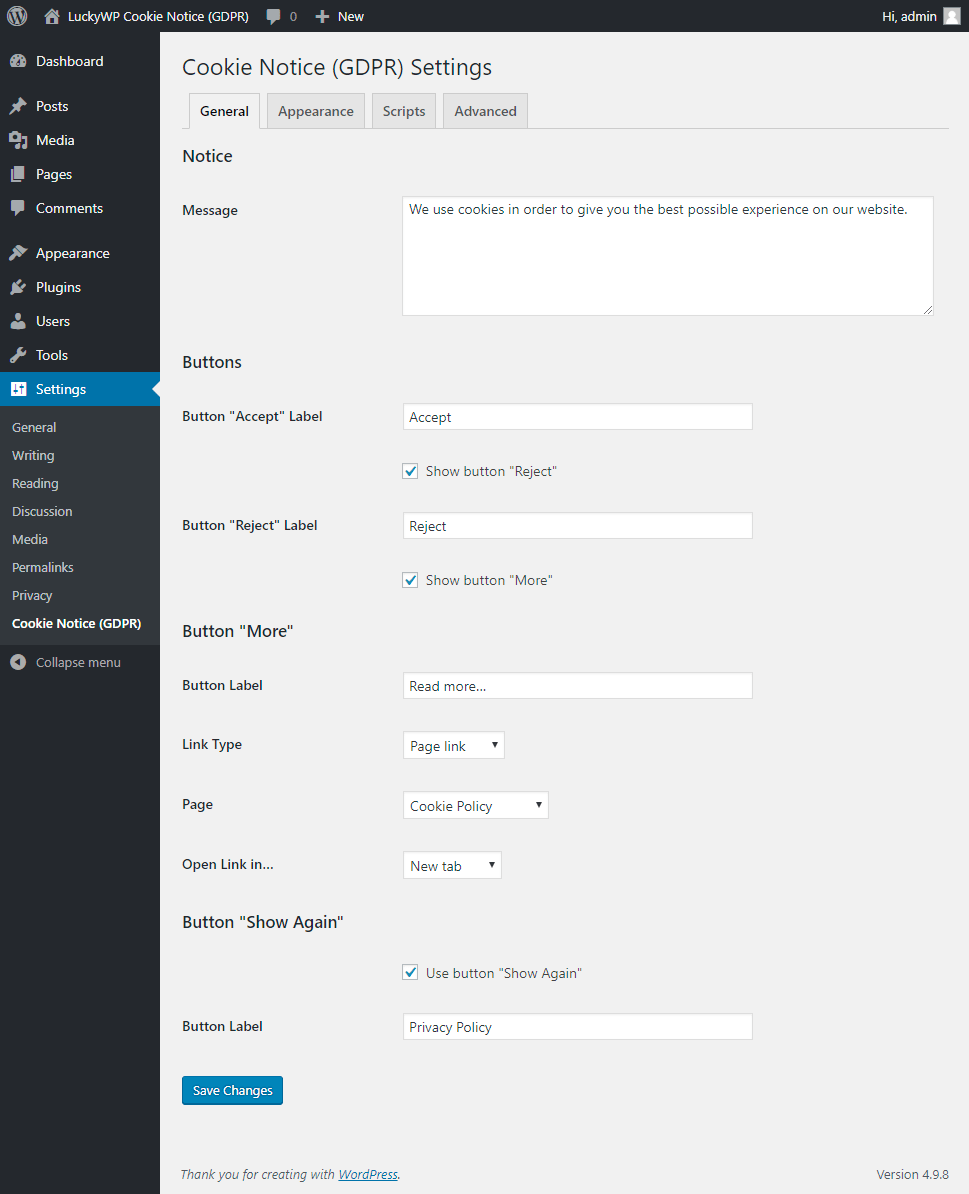 LuckyWP Cookie Notice (GDPR) 0 New Hi, admin
Dashboard
Posts
Media
Pages
Comments
Appearance
Plugins
Users
Tools
Settings
General
Writing
Reading
Discussion
Media
Permalinks
Privacy
Cookie Notice (GDPR)
Collapse menu
Cookie Notice (GDPR) Settings
General Appearance Scripts Advanced
Notice
Message We use cookies in order to give you the best possible experience on our website.
Buttons
Button "Accept" Label Accept
Show button "Reject"
Button "Reject" Label Reject
Show button "More"
Button "More"
Button Label Read more...
Link Type Page link
Page Cookie Policy
Open Link in... New tab
Button "Show Again"
Use button "Show Again"
Button Label Privacy Policy
Save Changes
Thank you for creating with WordPress. Version 4.9.8